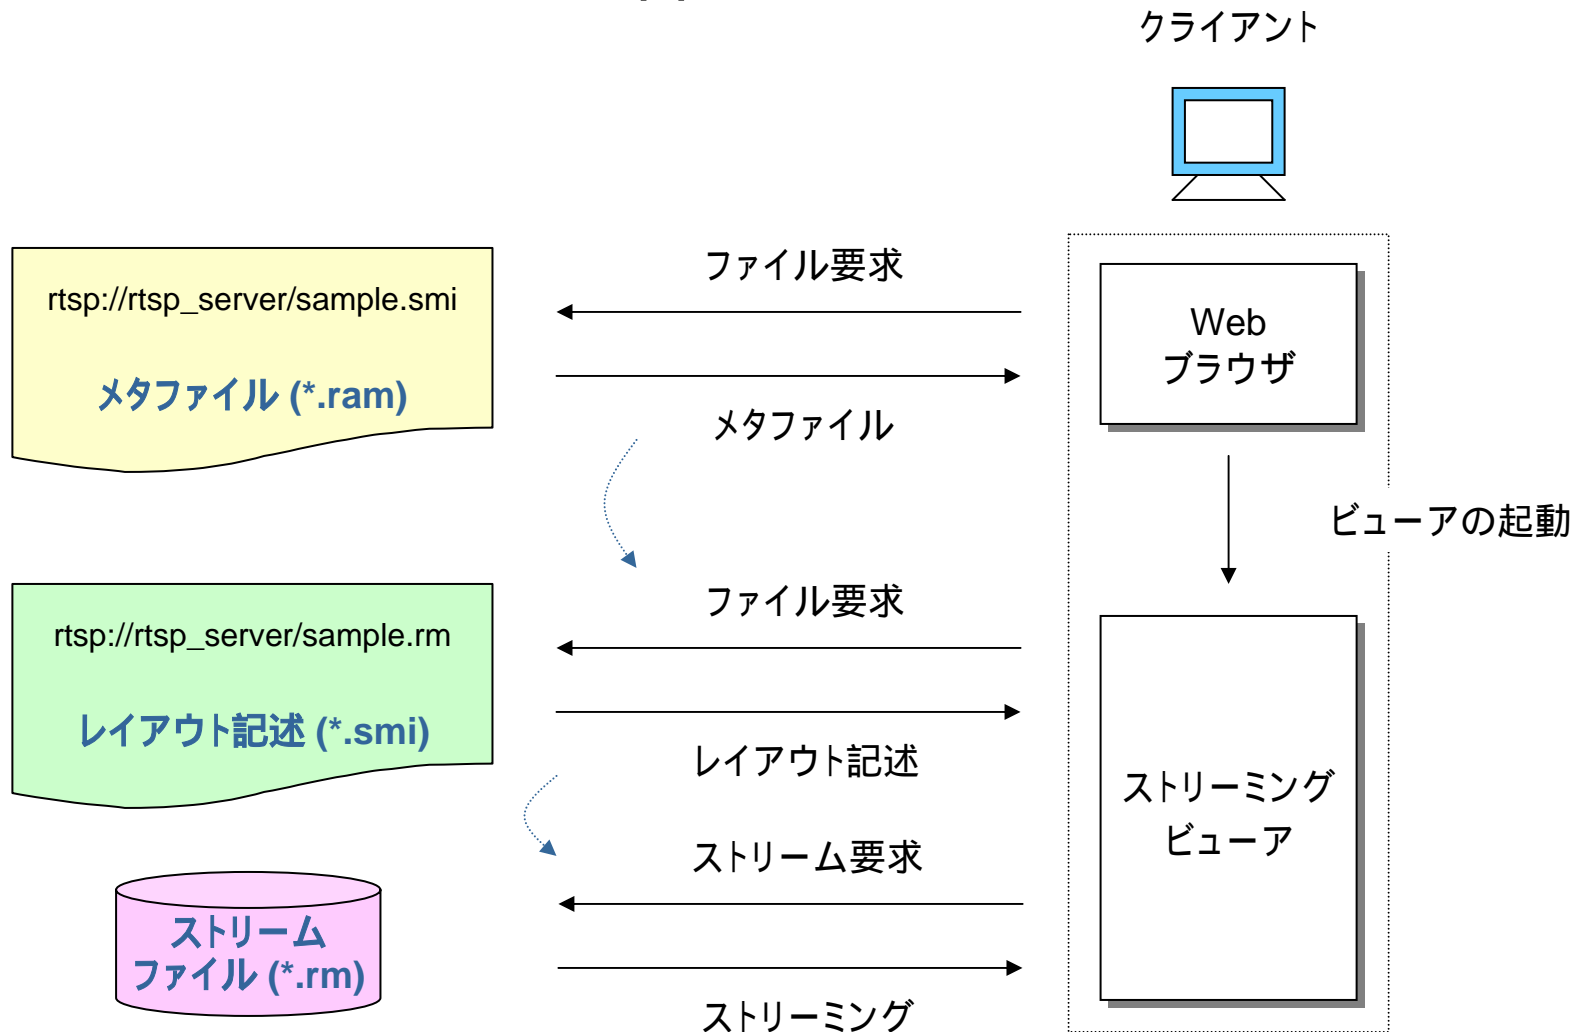 クライアント
rtsp://rtsp_server/sample.smi
メタファイル (*.ram)
ファイル要求
メタファイル
Web
ブラウザ
ビューアの起動
rtsp://rtsp_server/sample.rm
レイアウト記述 (*.smi)
ファイル要求
レイアウト記述
ストリーミング
ビューア
ストリーム要求
ストリーム
ファイル (*.rm)
ストリーミング